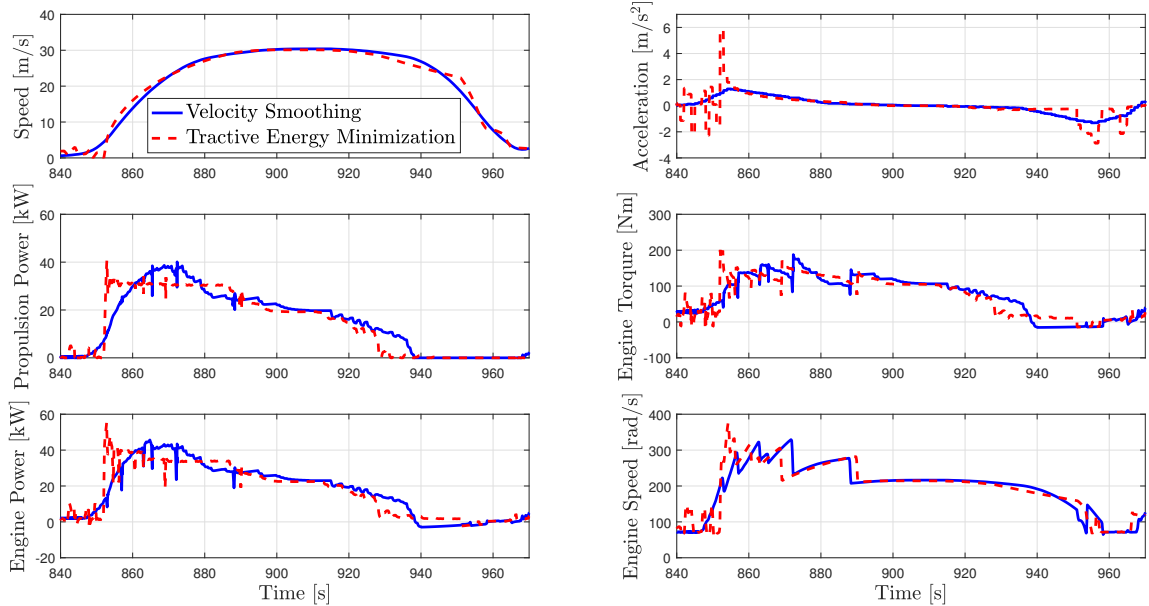 Speed [m/s]
40
30
20
10
0
840 860 880 900 920 940 960
Velocity Smoothing
Tractive Energy Minimization
Acceleration [m/s²]
6
4
2
0
-2
-4
840 860 880 900 920 940 960
Propulsion Power [kW]
60
40
20
0
840 860 880 900 920 940 960
Engine Torqure [Nm]
300
200
100
0
-100
840 860 880 900 920 940 960
Engine Power [kW]
60
40
20
0
-20
840 860 880 900 920 940 960
Time [s]
Engine Speed [rad/s]
400
300
200
100
0
840 860 880 900 920 940 960
Time [s]